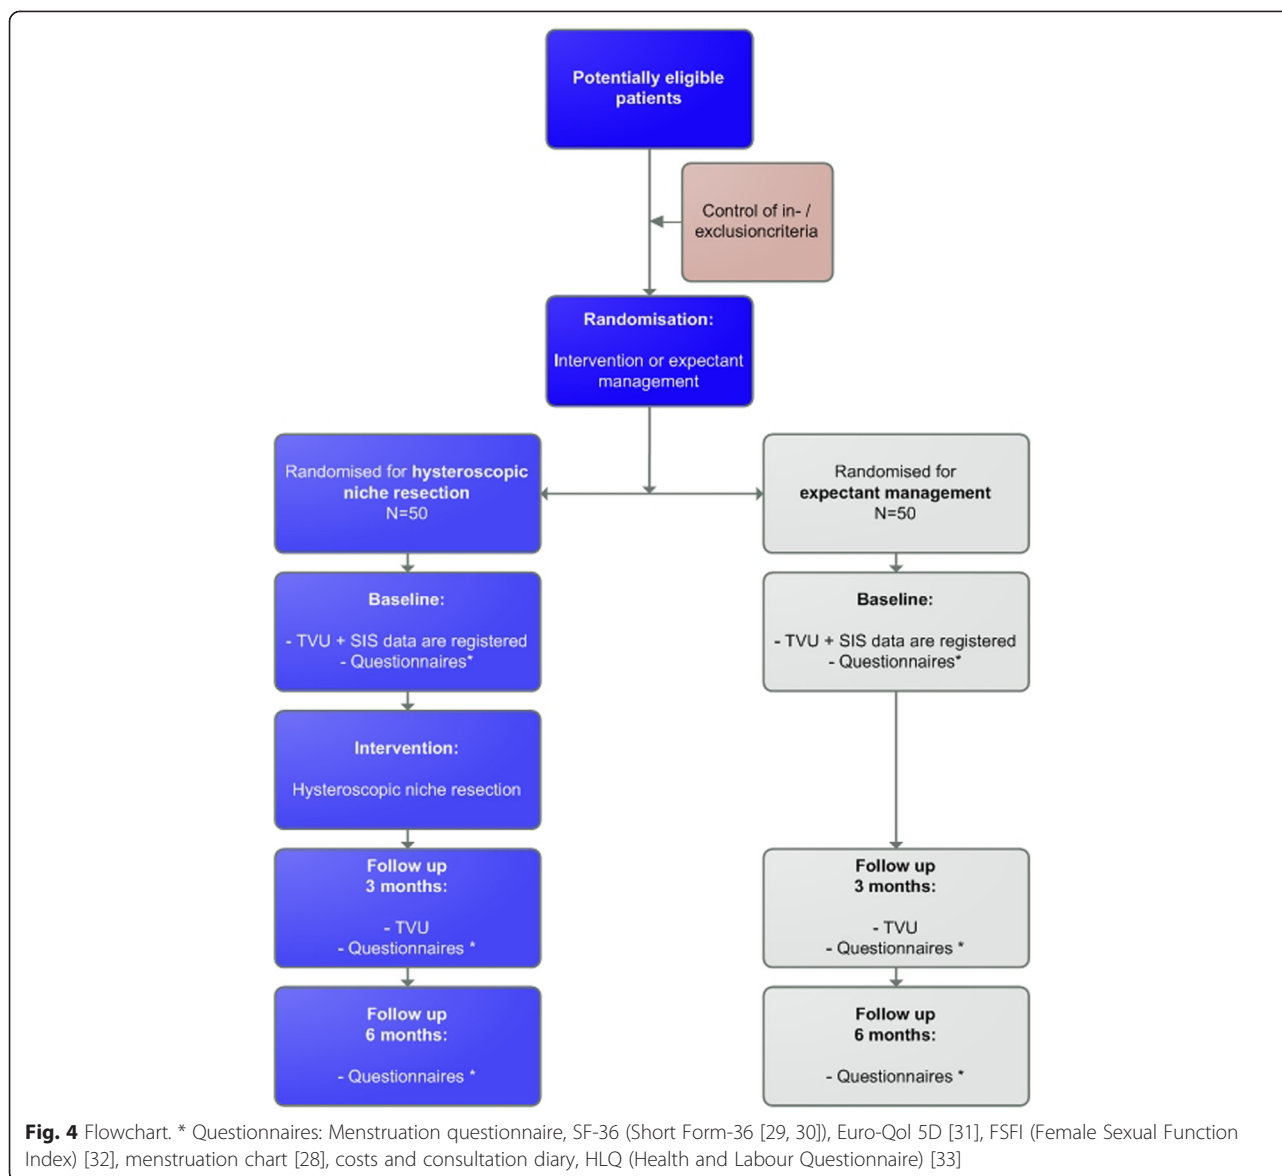 Potentially eligible
patients
Control of in- /
exclusioncriteria
Randomisation:
Intervention or expectant
management
Randomised for hysteroscopic
niche resection
N=50
Randomised for
expectant management
N=50
Baseline:
- TVU + SIS data are registered
- Questionnaires*
Baseline:
- TVU + SIS data are registered
- Questionnaires*
Intervention:
Hysteroscopic niche resection
Follow up
3 months:
- TVU
- Questionnaires *
Follow up
3 months:
- TVU
- Questionnaires *
Follow up
6 months:
- Questionnaires *
Follow up
6 months:
- Questionnaires *
Fig. 4 Flowchart. * Questionnaires: Menstruation questionnaire, SF-36 (Short Form-36 [29, 30]), Euro-Qol 5D [31], FSFI (Female Sexual Function
Index) [32], menstruation chart [28], costs and consultation diary, HLQ (Health and Labour Questionnaire) [33]